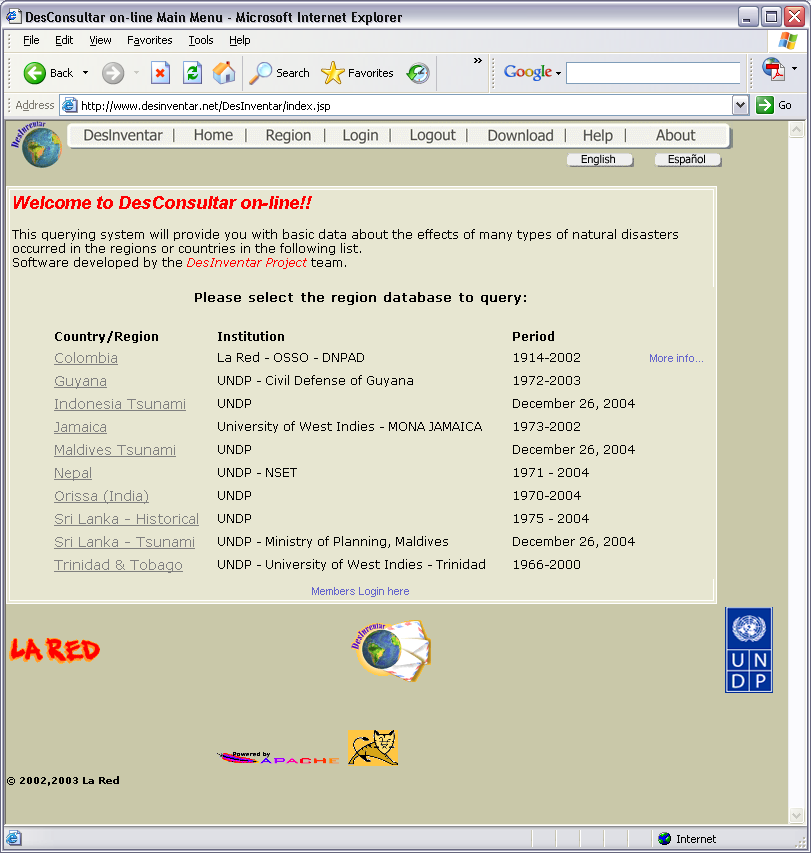 DesConsultar on-line Main Menu - Microsoft Internet Explorer
File Edit View Favorites Tools Help
Back Search Favorites Google
Address http://www.desinventar.net/DesInventar/index.jsp Go
DesInventar
DesInventar | Home | Region | Login | Logout | Download | Help | About
English Español
Welcome to DesConsultar on-line!!
This querying system will provide you with basic data about the effects of many types of natural disasters
occurred in the regions or countries in the following list.
Software developed by the DesInventar Project team.
Please select the region database to query:
Country/Region Institution Period
Colombia La Red - OSSO - DNPAD 1914-2002 More info...
Guyana UNDP - Civil Defense of Guyana 1972-2003
Indonesia Tsunami UNDP December 26, 2004
Jamaica University of West Indies - MONA JAMAICA 1973-2002
Maldives Tsunami UNDP December 26, 2004
Nepal UNDP - NSET 1971 - 2004
Orissa (India) UNDP 1970-2004
Sri Lanka - Historical UNDP 1975 - 2004
Sri Lanka - Tsunami UNDP - Ministry of Planning, Maldives December 26, 2004
Trinidad & Tobago UNDP - University of West Indies - Trinidad 1966-2000
Members Login here
LA RED
DesInventar
UN
DP
Powered by
APACHE
© 2002,2003 La Red
Internet